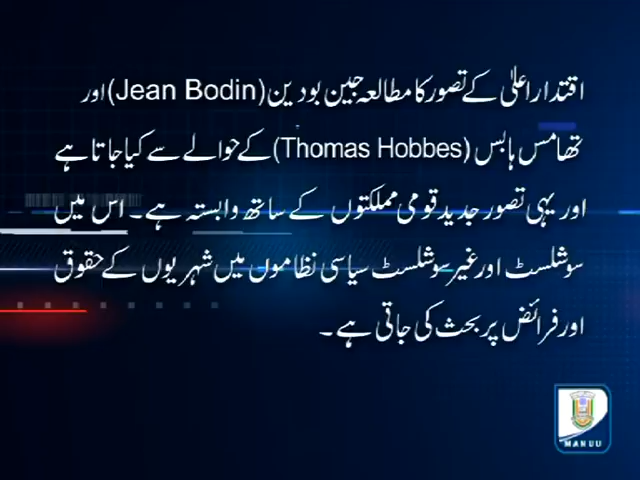 اقتدار اعلیٰ کے تصور کا مطالعہ جین بودین (Jean Bodin) اور
تھامس ہابس (Thomas Hobbes) کے حوالے سے کیا جاتا ہے
اور یہی تصور جدید قومی مملکتوں کے ساتھ وابستہ ہے۔ اس میں
سوشلسٹ اور غیر سوشلسٹ سیاسی نظاموں میں شہریوں کے حقوق
اور فرائض پر بحث کی جاتی ہے۔
MANUU